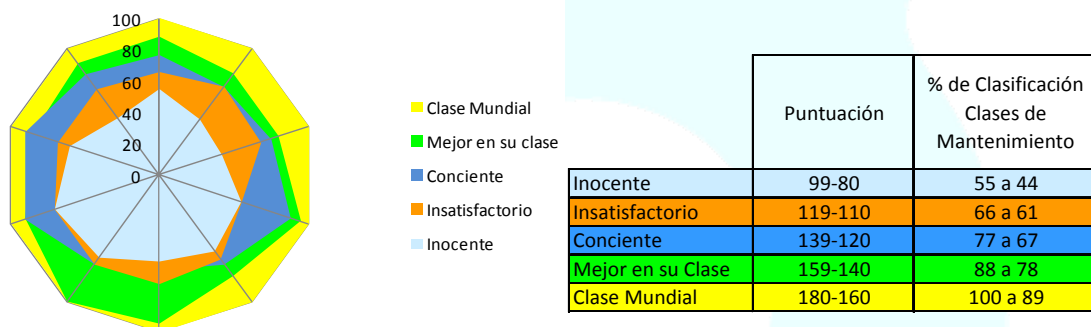 100
80
60
40
20
0
Clase Mundial
Mejor en su clase
Conciente
Insatisfactorio
Inocente
Puntuación
% de Clasificación
Clases de
Mantenimiento
Inocente 99-80 55 a 44
Insatisfactorio 119-110 66 a 61
Conciente 139-120 77 a 67
Mejor en su Clase 159-140 88 a 78
Clase Mundial 180-160 100 a 89